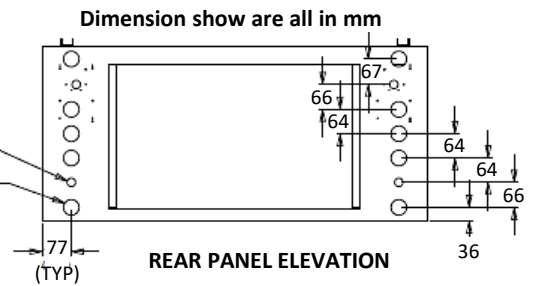 Dimension show are all in mm
67
66
64
64
64
66
77
(TYP)
REAR PANEL ELEVATION
36